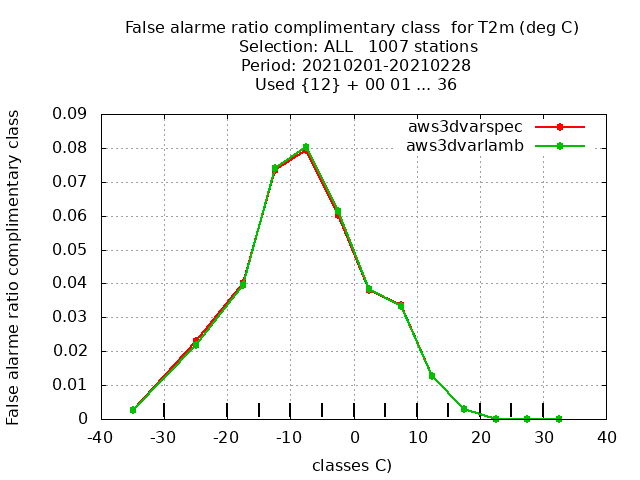 False alarme ratio complimentary class  for T2m (deg C)
Selection: ALL   1007 stations
Period: 20210201-20210228
Used {12} + 00 01 ... 36
False alarme ratio complimentary class
aws3dvarspec
aws3dvarlamb
0.09
0.08
0.07
0.06
0.05
0.04
0.03
0.02
0.01
0
-40 -30 -20 -10 0 10 20 30 40
classes C)